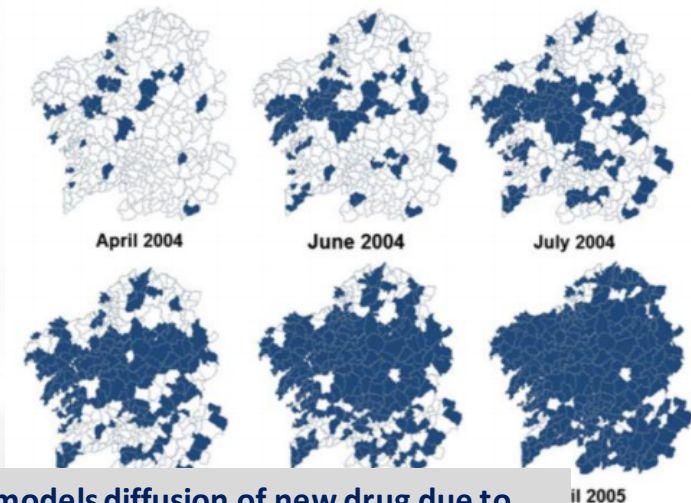 April 2004
June 2004
July 2004
il 2005
models diffusion of new drug due to